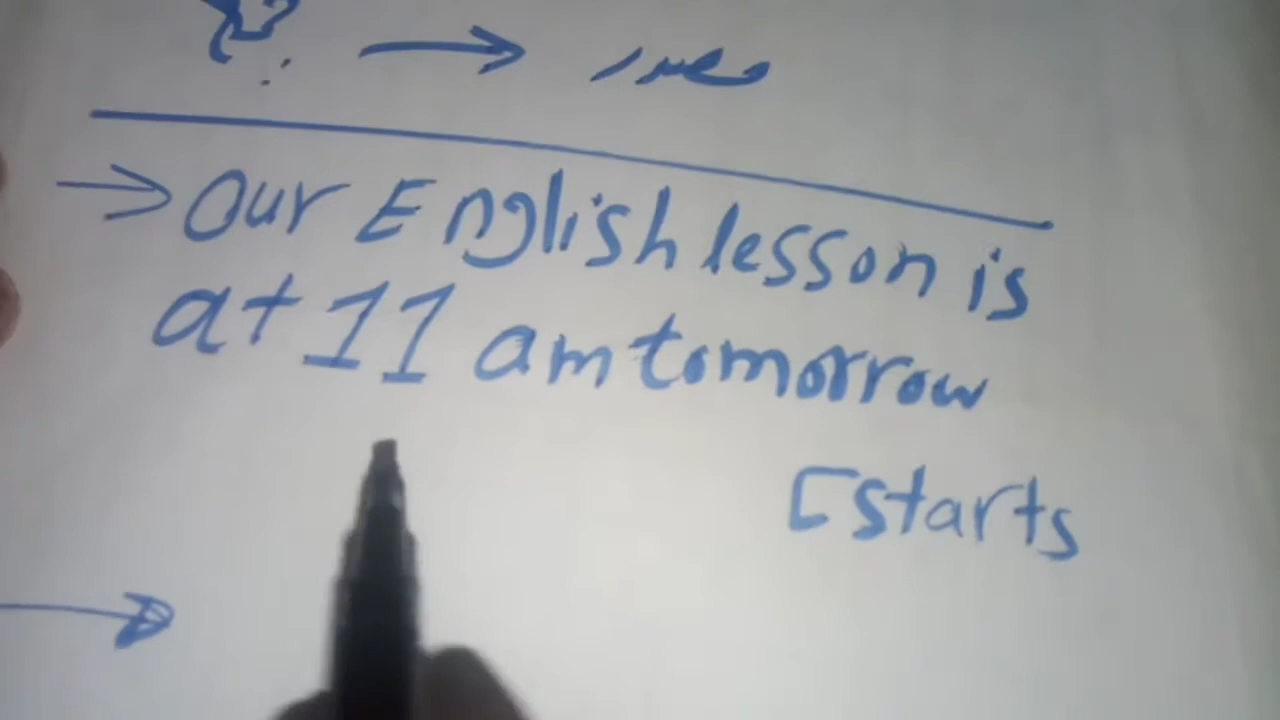 مصدر
Our English lesson is
at 11 am tomorrow
[starts